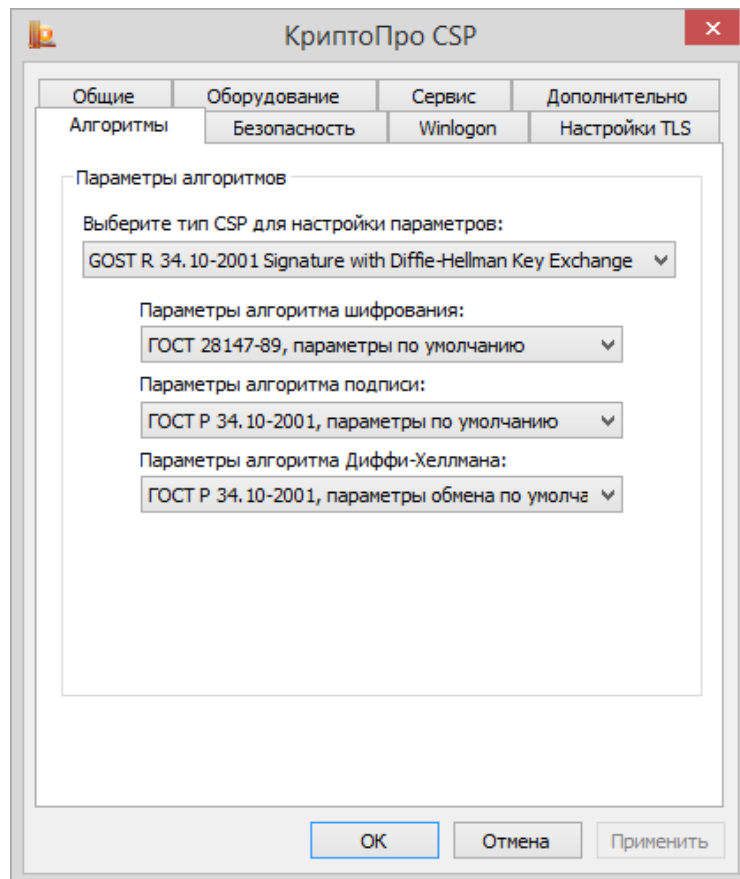 КриптоПро CSP
Общие
Оборудование
Сервис
Дополнительно
Алгоритмы
Безопасность
Winlogon
Настройки TLS
Параметры алгоритмов
Выберите тип CSP для настройки параметров:
GOST R 34.10-2001 Signature with Diffie-Hellman Key Exchange
Параметры алгоритма шифрования:
ГОСТ 28147-89, параметры по умолчанию
Параметры алгоритма подписи:
ГОСТ Р 34.10-2001, параметры по умолчанию
Параметры алгоритма Диффи-Хеллмана:
ГОСТ Р 34.10-2001, параметры обмена по умолча
ОК
Отмена
Применить